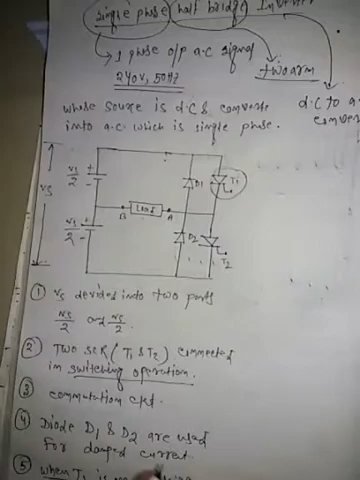 single phase half bridge Inver
1 phase o/p a.c signal
240V, 50Hz
two arm
d.c to a.
conver
whose source is d.c & converte
into a.c. which is single phase.
Vs/2 + -
D1
T1
Vs
B LOAD A
Vs/2 + -
D2
T2
① Vs devided into two parts
Vs/2 and Vs/2.
② TWO SCR (T1 & T2) connected
in switching operation.
③ commutation ckt.
④ Diode D1 & D2 are used
for damped current.
⑤ when T1 is